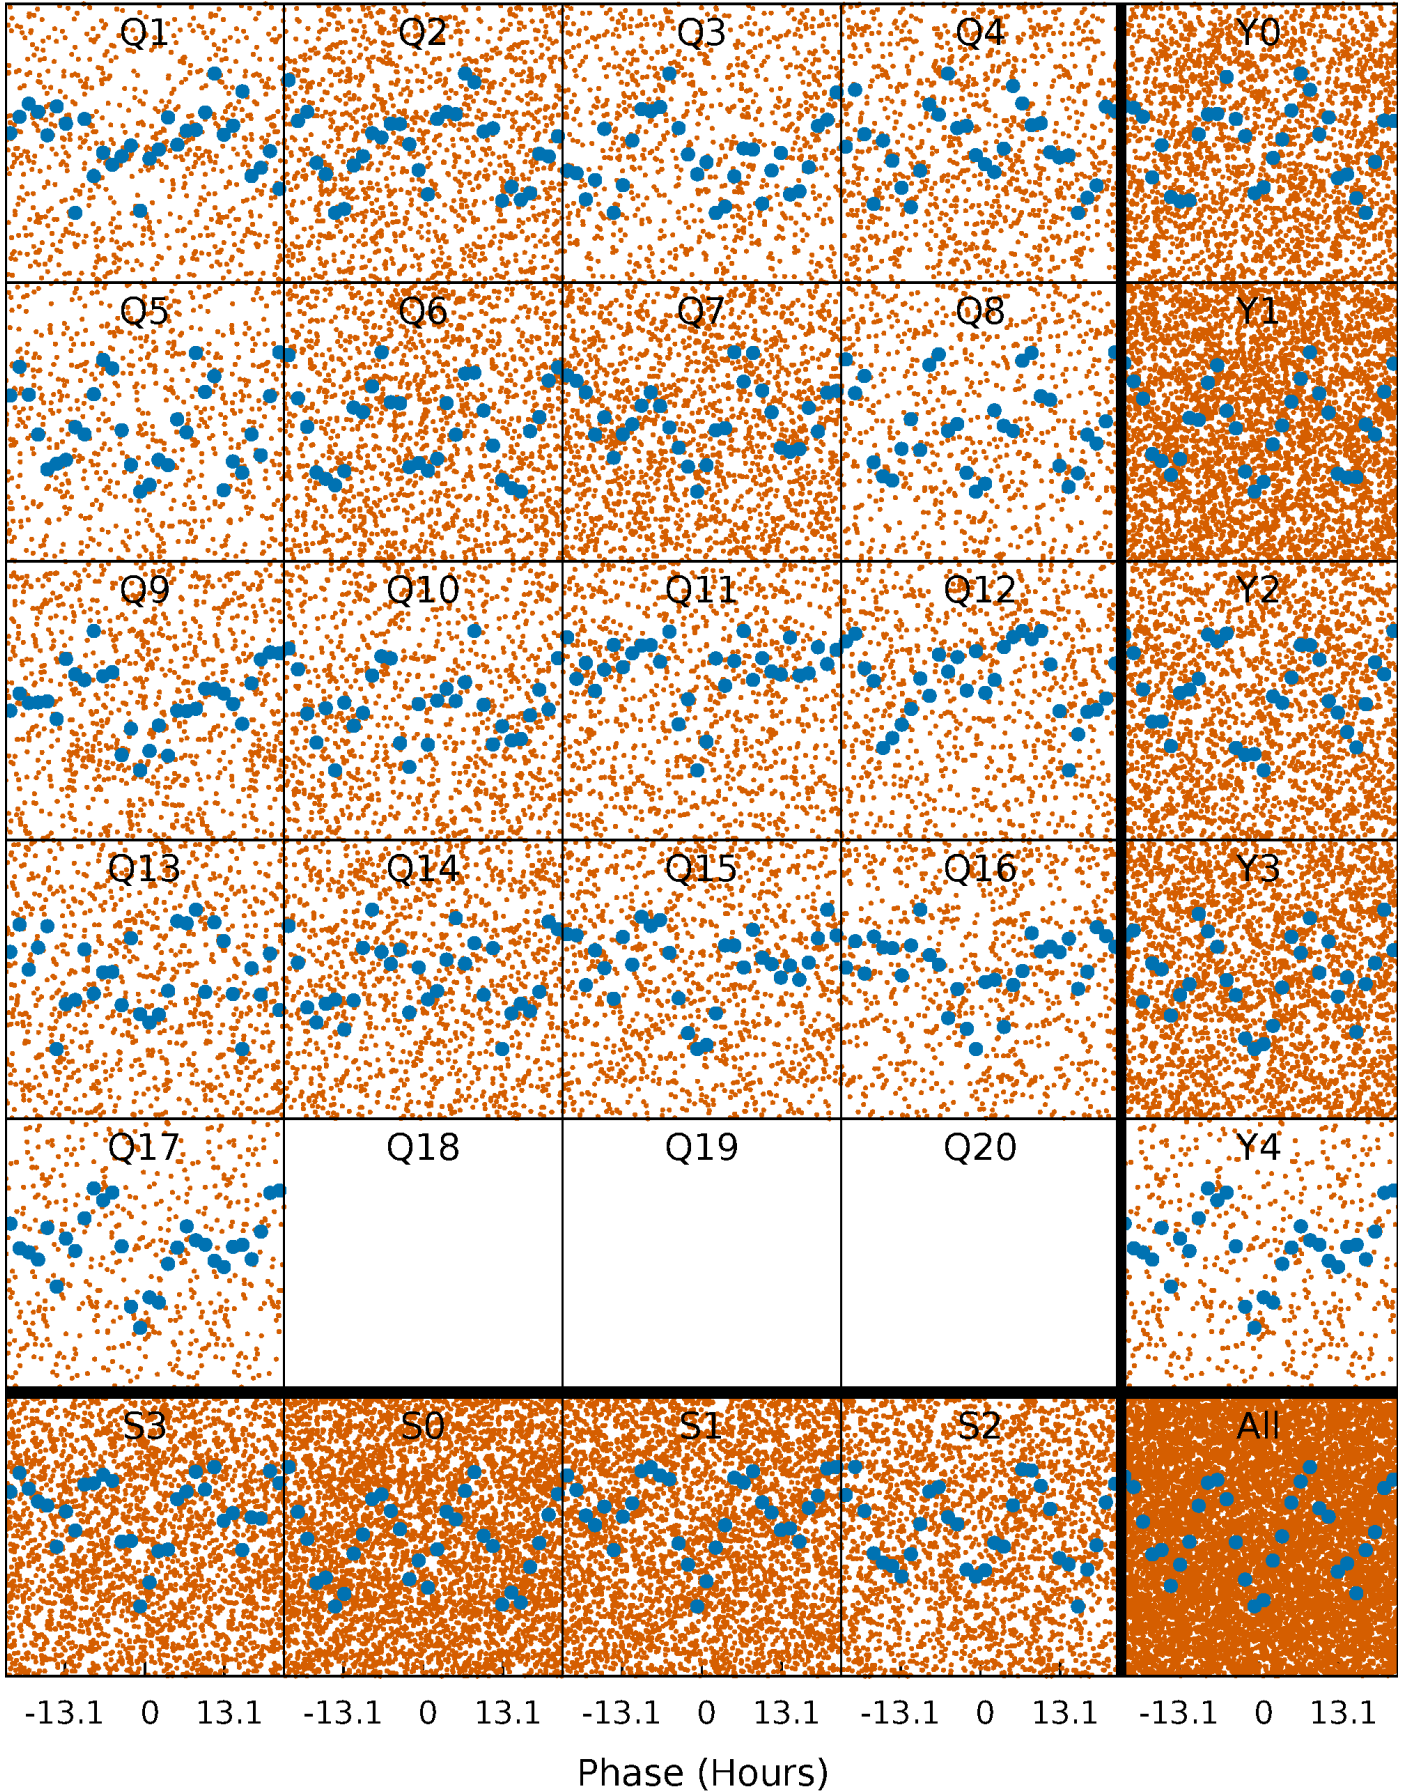 Q1 Q2 Q3 Q4 Y0
Q5 Q6 Q7 Q8 Y1
Q9 Q10 Q11 Q12 Y2
Q13 Q14 Q15 Q16 Y3
Q17 Q18 Q19 Q20 Y4
S3 S0 S1 S2 All
-13.1 0 13.1 -13.1 0 13.1 -13.1 0 13.1 -13.1 0 13.1 -13.1 0 13.1
Phase (Hours)